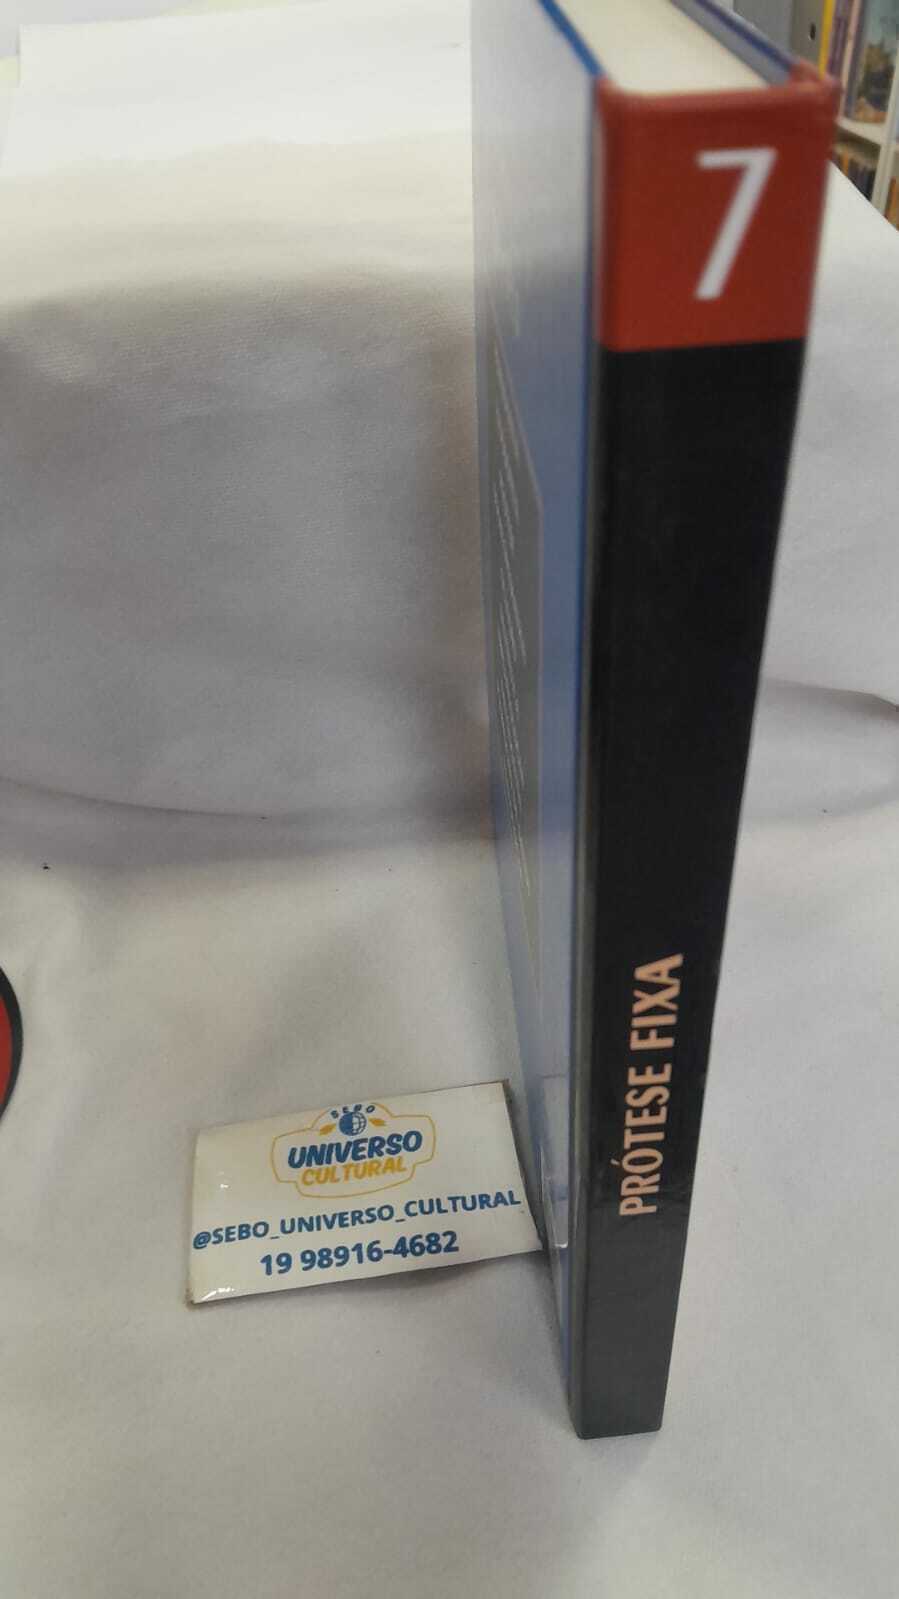 7
PRÓTESE FIXA
SEBO
UNIVERSO
CULTURAL
@SEBO_UNIVERSO_CULTURAL
19 98916-4682